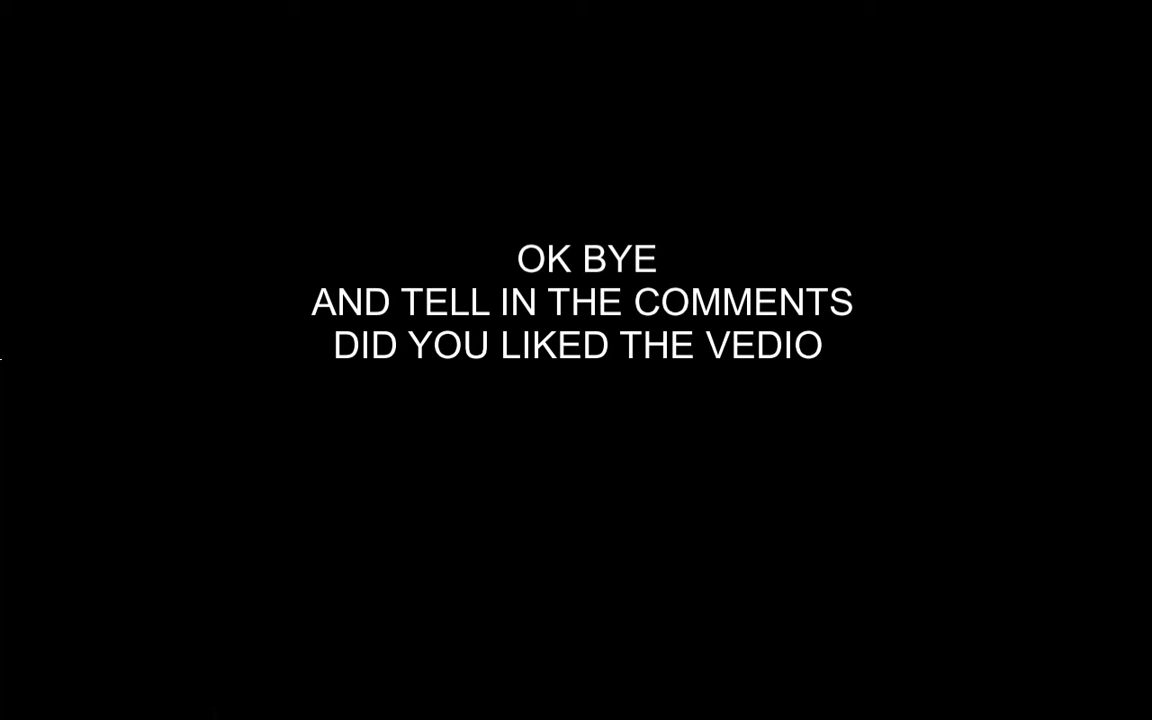 OK BYE
AND TELL IN THE COMMENTS
DID YOU LIKED THE VEDIO